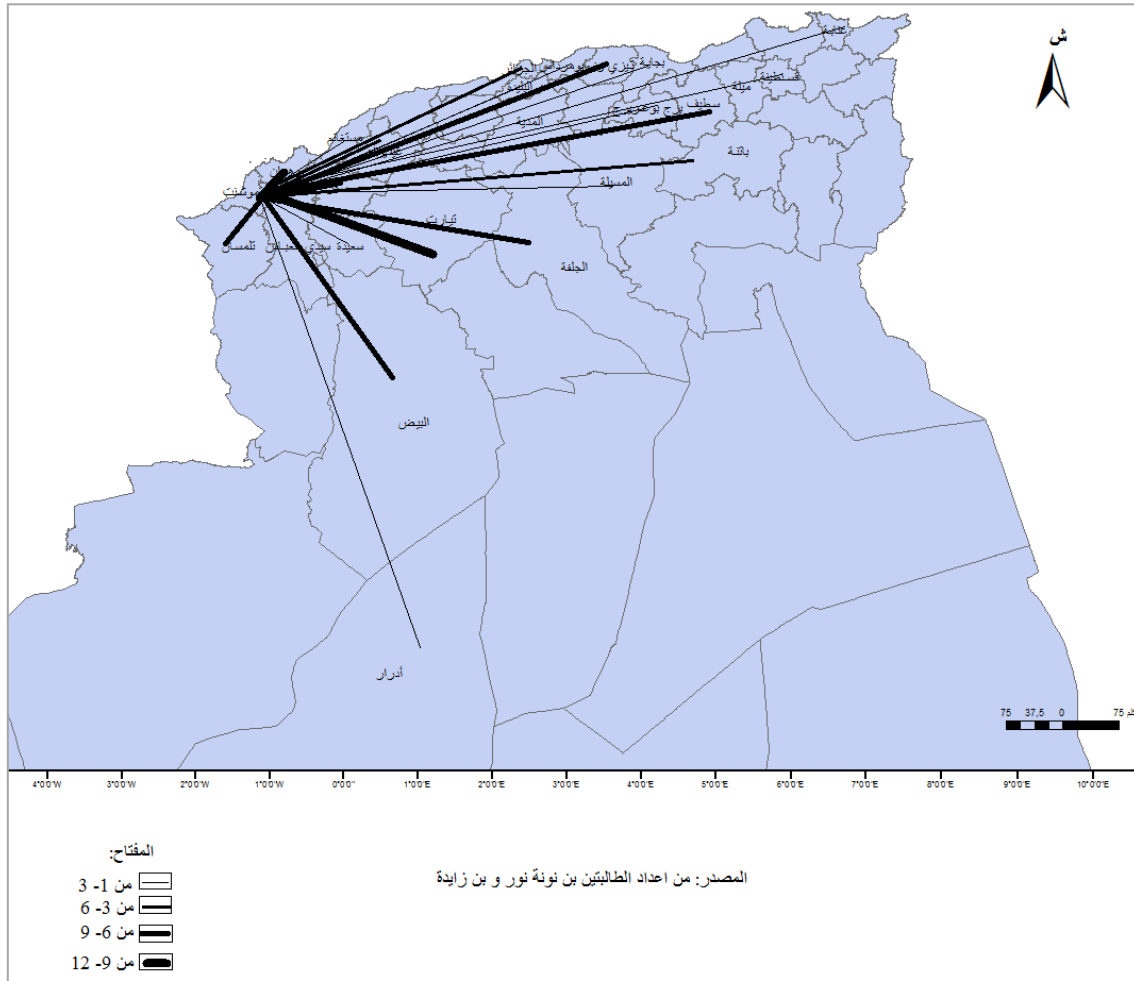 ش
عنابة
بجاية
قسنطينة
ميلة
سطيف
البليدة
المدية
مستغانم
باتنة
المسيلة
تيارت
تلمسان
سعيدة
الجلفة
البيض
أدرار
75 37,5 0 75 كلم
4°0'0"W 3°0'0"W 2°0'0"W 1°0'0"W 0°0'0" 1°0'0"E 2°0'0"E 3°0'0"E 4°0'0"E 5°0'0"E 6°0'0"E 7°0'0"E 8°0'0"E 9°0'0"E 10°0'0"E
المفتاح:
من 1- 3
من 3- 6
من 6- 9
من 9- 12
المصدر: من اعداد الطالبتين بن نونة نور و بن زايدة